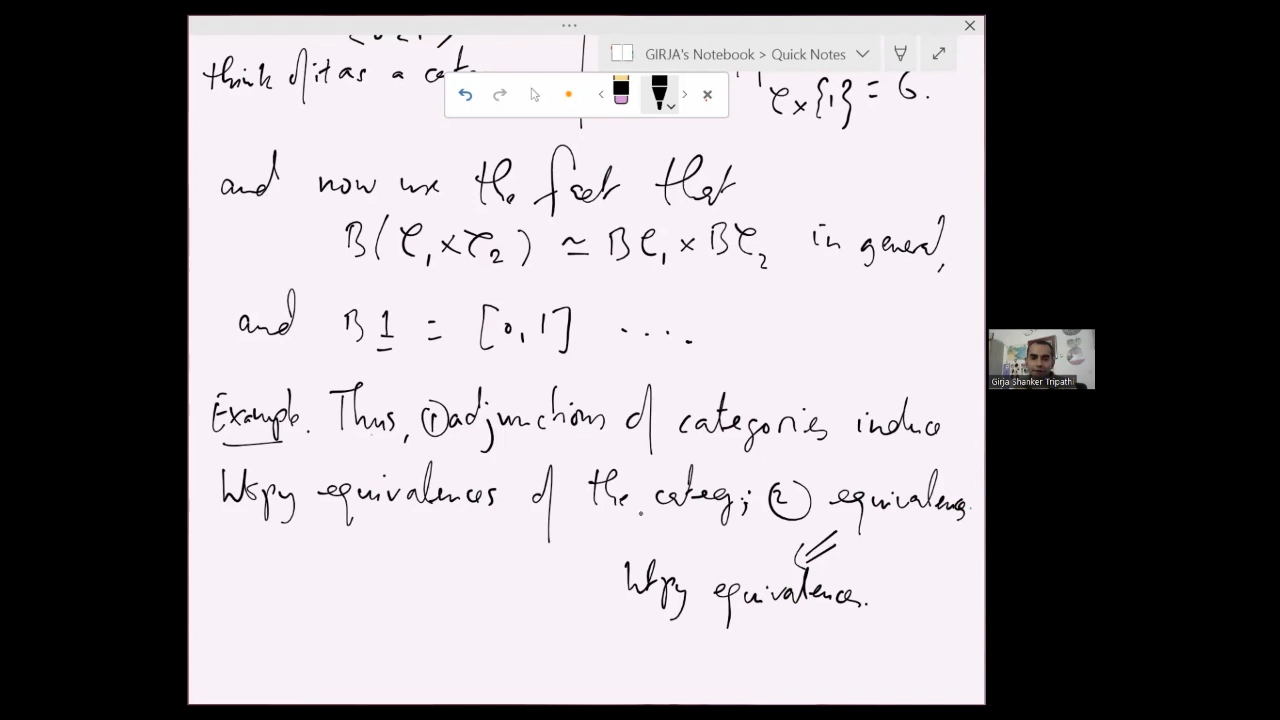 GIRJA's Notebook > Quick Notes
think of it as a cat
C×{1} = G.
and now use the fact that
B(C₁×C₂) ≃ BC₁ × BC₂ in general,
and B1 = [0,1] ....
Example. Thus, ① adjunctions of categories induce
htpy equivalences of the categ; ② equivalences
htpy equivalences.
Girja Shanker Tripathi